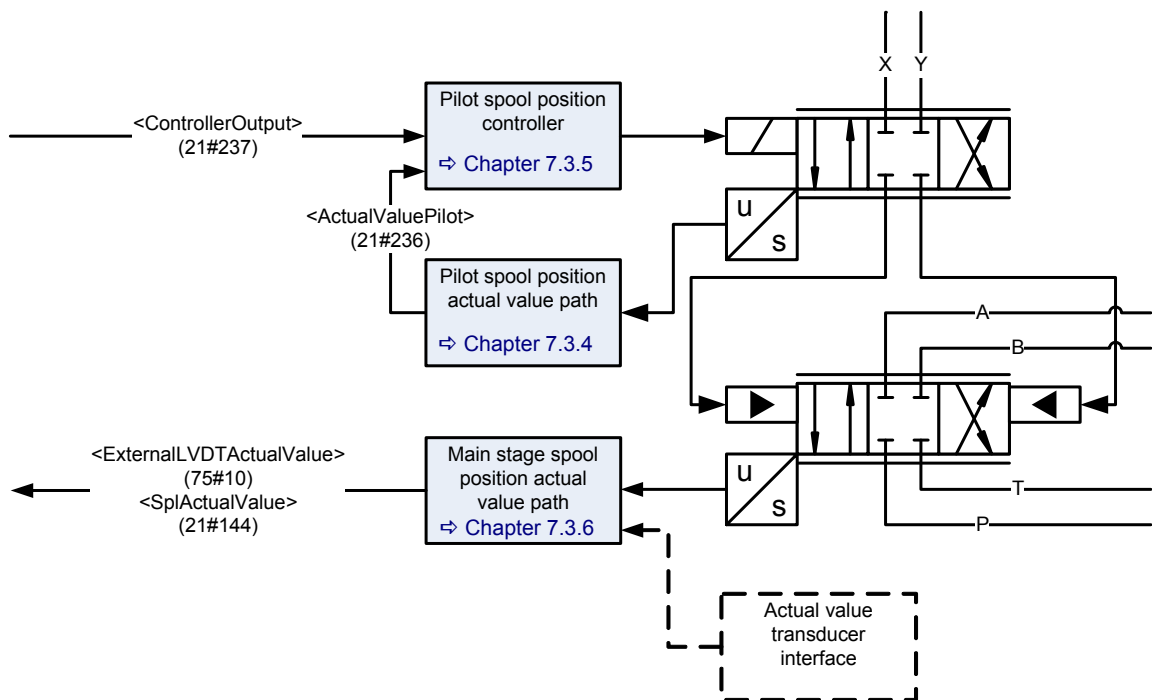 X Y
Pilot spool position
controller
⇨ Chapter 7.3.5
<ControllerOutput>
(21#237)
<ActualValuePilot>
(21#236)
u
s
Pilot spool position
actual value path
⇨ Chapter 7.3.4
A
B
<ExternalLVDTActualValue>
(75#10)
<SplActualValue>
(21#144)
Main stage spool
position actual
value path
⇨ Chapter 7.3.6
u
s
T
P
Actual value
transducer
interface